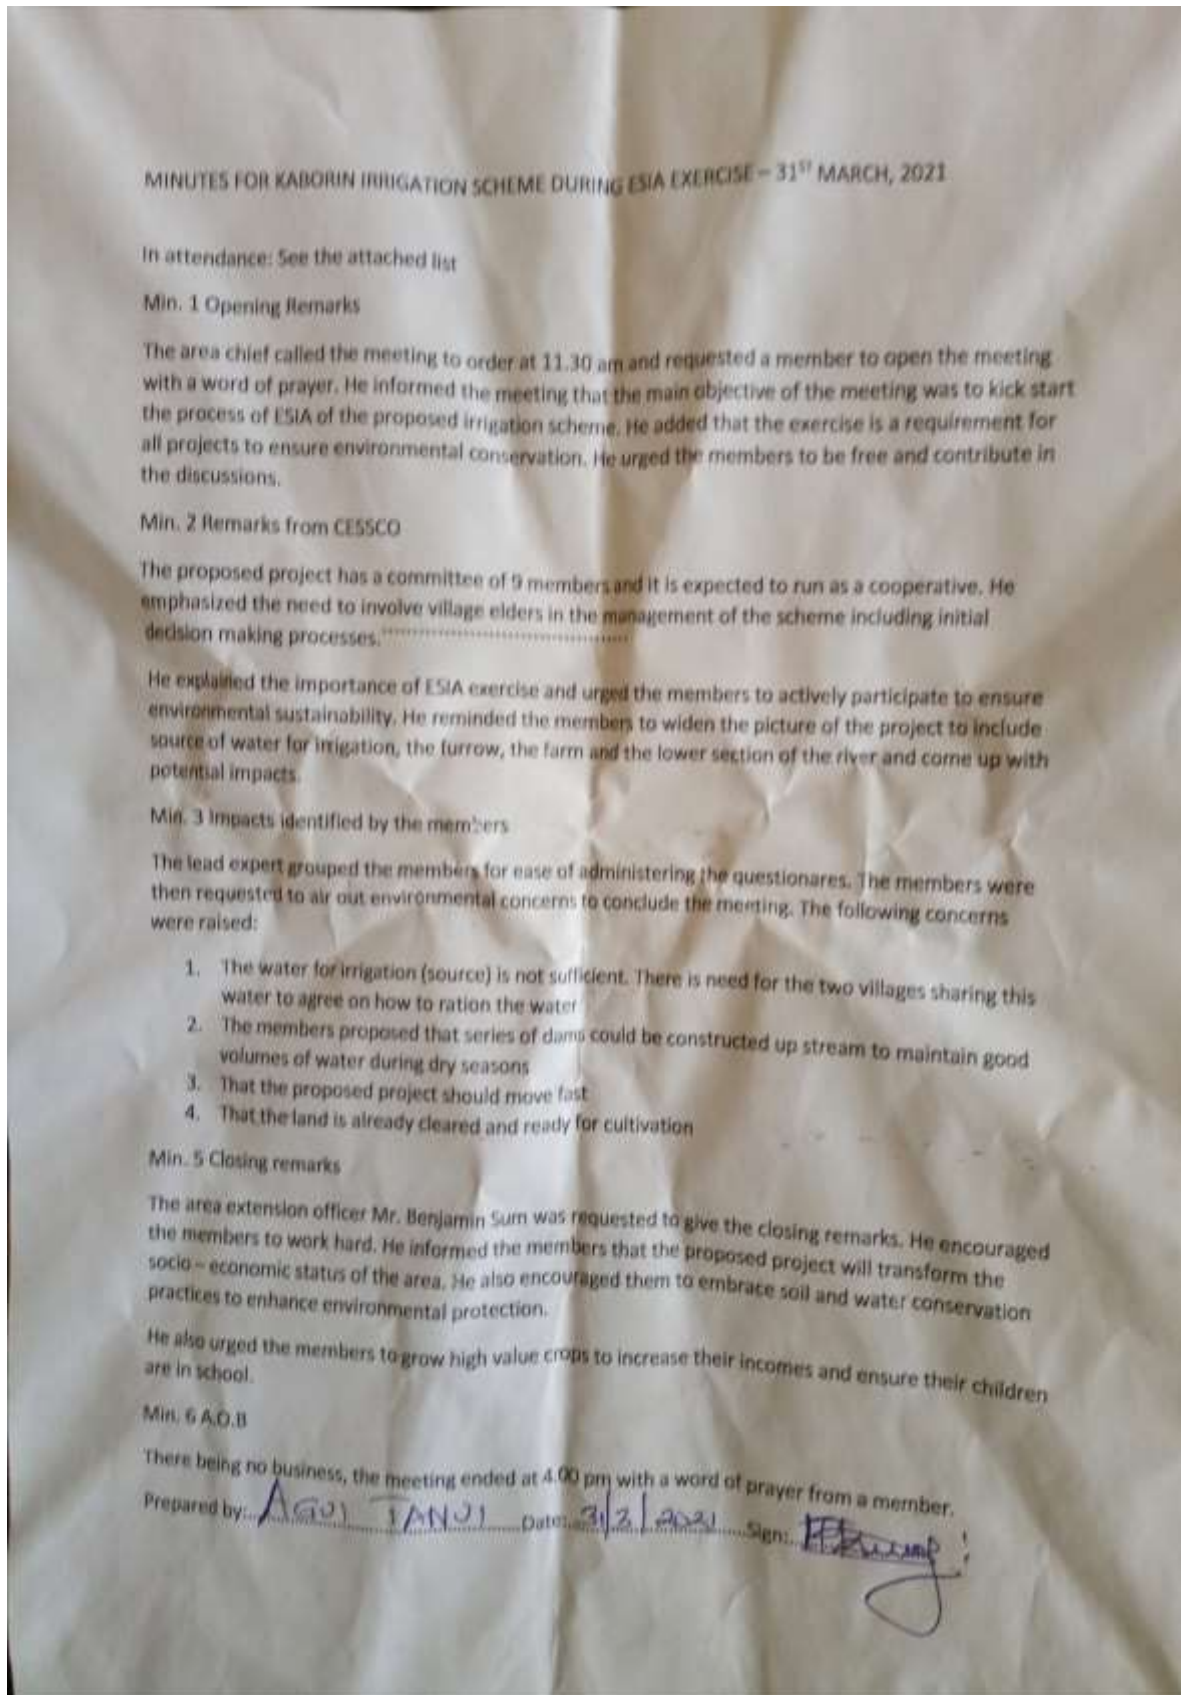 MINUTES FOR KABORIN IRRIGATION SCHEME DURING ESIA EXERCISE – 31ST MARCH, 2021
In attendance: See the attached list
Min. 1 Opening Remarks
The area chief called the meeting to order at 11.30 am and requested a member to open the meeting
with a word of prayer. He informed the meeting that the main objective of the meeting was to kick start
the process of ESIA of the proposed irrigation scheme. He added that the exercise is a requirement for
all projects to ensure environmental conservation. He urged the members to be free and contribute in
the discussions.
Min. 2 Remarks from CESSCO
The proposed project has a committee of 9 members and it is expected to run as a cooperative. He
emphasized the need to involve village elders in the management of the scheme including initial
decision making processes.
He explained the importance of ESIA exercise and urged the members to actively participate to ensure
environmental sustainability. He reminded the members to widen the picture of the project to include
source of water for irrigation, the furrow, the farm and the lower section of the river and come up with
potential impacts
Min. 3 Impacts identified by the members
The lead expert grouped the members for ease of administering the questionares. The members were
then requested to air out environmental concerns to conclude the meeting. The following concerns
were raised:
1. The water for irrigation (source) is not sufficient. There is need for the two villages sharing this
water to agree on how to ration the water
2. The members proposed that series of dams could be constructed up stream to maintain good
volumes of water during dry seasons
3. That the proposed project should move fast
4. That the land is already cleared and ready for cultivation
Min. 5 Closing remarks
The area extension officer Mr. Benjamin Sum was requested to give the closing remarks. He encouraged
the members to work hard. He informed the members that the proposed project will transform the
socio – economic status of the area. He also encouraged them to embrace soil and water conservation
practices to enhance environmental protection.
He also urged the members to grow high value crops to increase their incomes and ensure their children
are in school.
Min. 6 A.O.B
There being no business, the meeting ended at 4.00 pm with a word of prayer from a member.
Prepared by: AGUI TANUI Date: 31/3/2021 Sign: